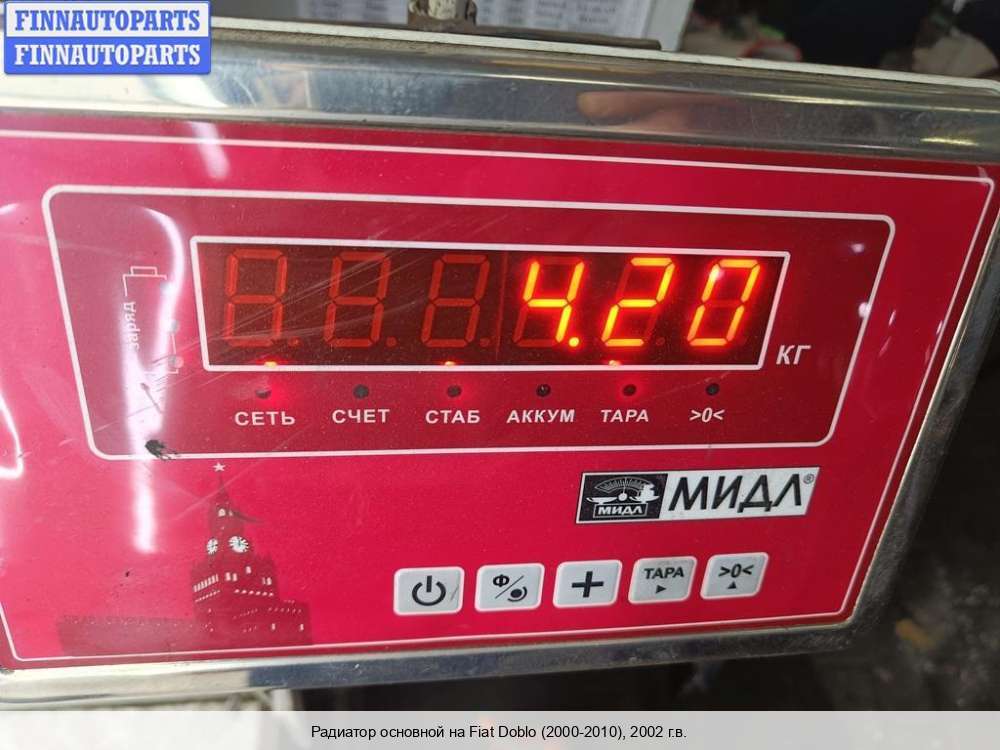 FINNAUTOPARTS
FINNAUTOPARTS
заряд
4.20
КГ
СЕТЬ СЧЕТ СТАБ АККУМ ТАРА >0<
МИДЛ МИДЛ®
Ф ТАРА >0<
Радиатор основной на Fiat Doblo (2000-2010), 2002 г.в.